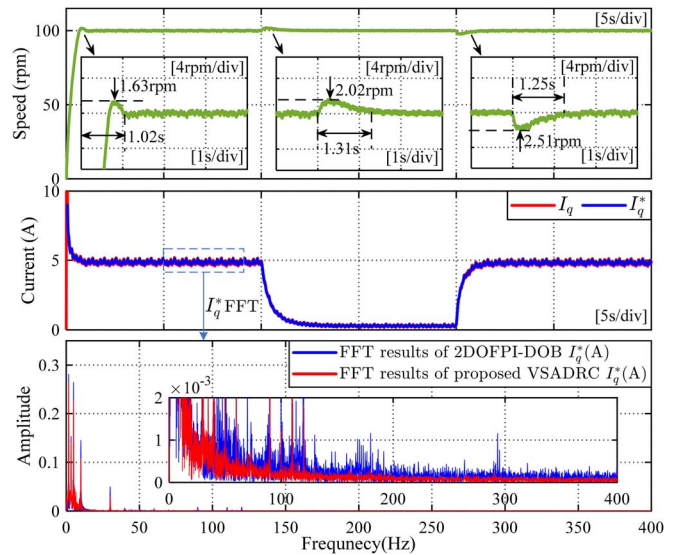 [5s/div]
100
50
0
Speed (rpm)
[4rpm/div]
1.63rpm
1.02s
[1s/div]
[4rpm/div]
2.02rpm
1.31s
[1s/div]
[4rpm/div]
1.25s
2.51rpm
[1s/div]
10
5
0
Current (A)
I_q I_q^*
I_q^* FFT
[5s/div]
FFT results of 2DOFPI-DOB I_q^*(A)
FFT results of proposed VSADRC I_q^*(A)
0.3
0.2
0.1
0
Amplitude
2 × 10^-3
1
0
0 100 200 300 400
0 50 100 150 200 250 300 350 400
Frequnecy(Hz)